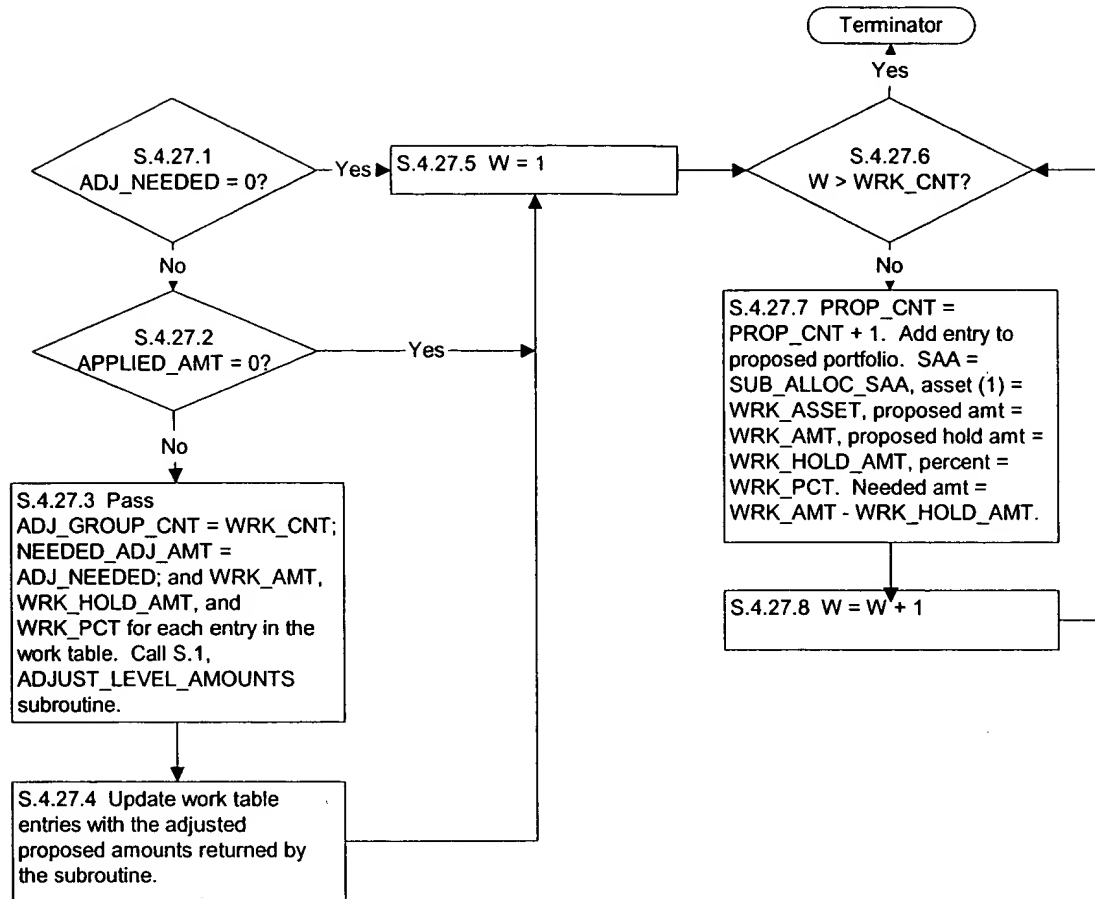 Terminator
Yes
S.4.27.1
ADJ_NEEDED = 0?
Yes
S.4.27.5 W = 1
S.4.27.6
W > WRK_CNT?
No
No
S.4.27.2
APPLIED_AMT = 0?
Yes
S.4.27.7 PROP_CNT =
PROP_CNT + 1. Add entry to
proposed portfolio. SAA =
SUB_ALLOC_SAA, asset (1) =
WRK_ASSET, proposed amt =
WRK_AMT, proposed hold amt =
WRK_HOLD_AMT, percent =
WRK_PCT. Needed amt =
WRK_AMT - WRK_HOLD_AMT.
No
S.4.27.3 Pass
ADJ_GROUP_CNT = WRK_CNT;
NEEDED_ADJ_AMT =
ADJ_NEEDED; and WRK_AMT,
WRK_HOLD_AMT, and
WRK_PCT for each entry in the
work table. Call S.1,
ADJUST_LEVEL_AMOUNTS
subroutine.
S.4.27.8 W = W + 1
S.4.27.4 Update work table
entries with the adjusted
proposed amounts returned by
the subroutine.